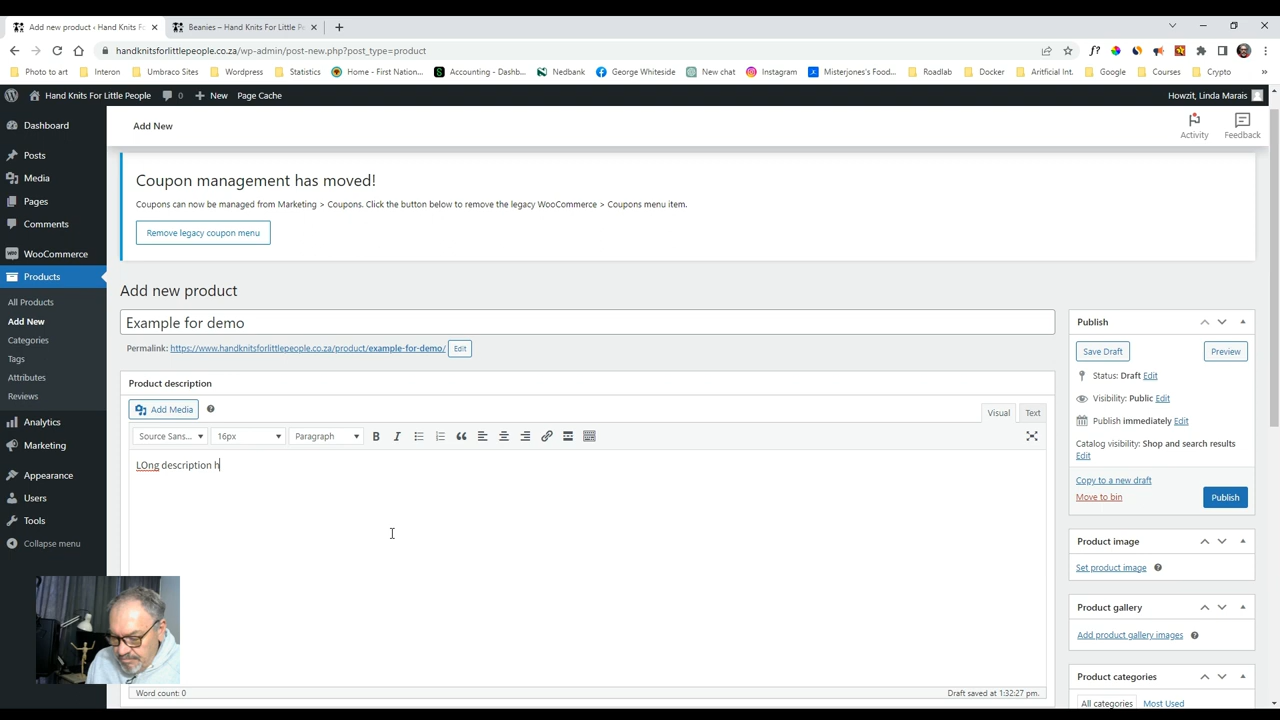 Add new product ‹ Hand Knits F
Beanies – Hand Knits For Little Pe
handknitsforlittlepeople.co.za/wp-admin/post-new.php?post_type=product
Photo to art
Interon
Umbraco Sites
Wordpress
Statistics
Home - First Nation...
Accounting - Dashb...
Nedbank
George Whiteside
New chat
Instagram
Misterjones's Food...
Roadlab
Docker
Aritficial Int.
Google
Courses
Crypto
»
Hand Knits For Little People
0
New
Page Cache
Howzit, Linda Marais
Dashboard
Posts
Media
Pages
Comments
WooCommerce
Products
All Products
Add New
Categories
Tags
Attributes
Reviews
Analytics
Marketing
Appearance
Users
Tools
Collapse menu
Add New
Activity
Feedback
Coupon management has moved!
Coupons can now be managed from Marketing > Coupons. Click the button below to remove the legacy WooCommerce > Coupons menu item.
Remove legacy coupon menu
Add new product
Example for demo
Permalink: https://www.handknitsforlittlepeople.co.za/product/example-for-demo/ Edit
Product description
Add Media
Visual
Text
Source Sans...
16px
Paragraph
B
I
LOng description h
Word count: 0
Draft saved at 1:32:27 pm.
Publish
Save Draft
Preview
Status: Draft Edit
Visibility: Public Edit
Publish immediately Edit
Catalog visibility: Shop and search results
Edit
Copy to a new draft
Move to bin
Publish
Product image
Set product image
Product gallery
Add product gallery images
Product categories
All categories
Most Used